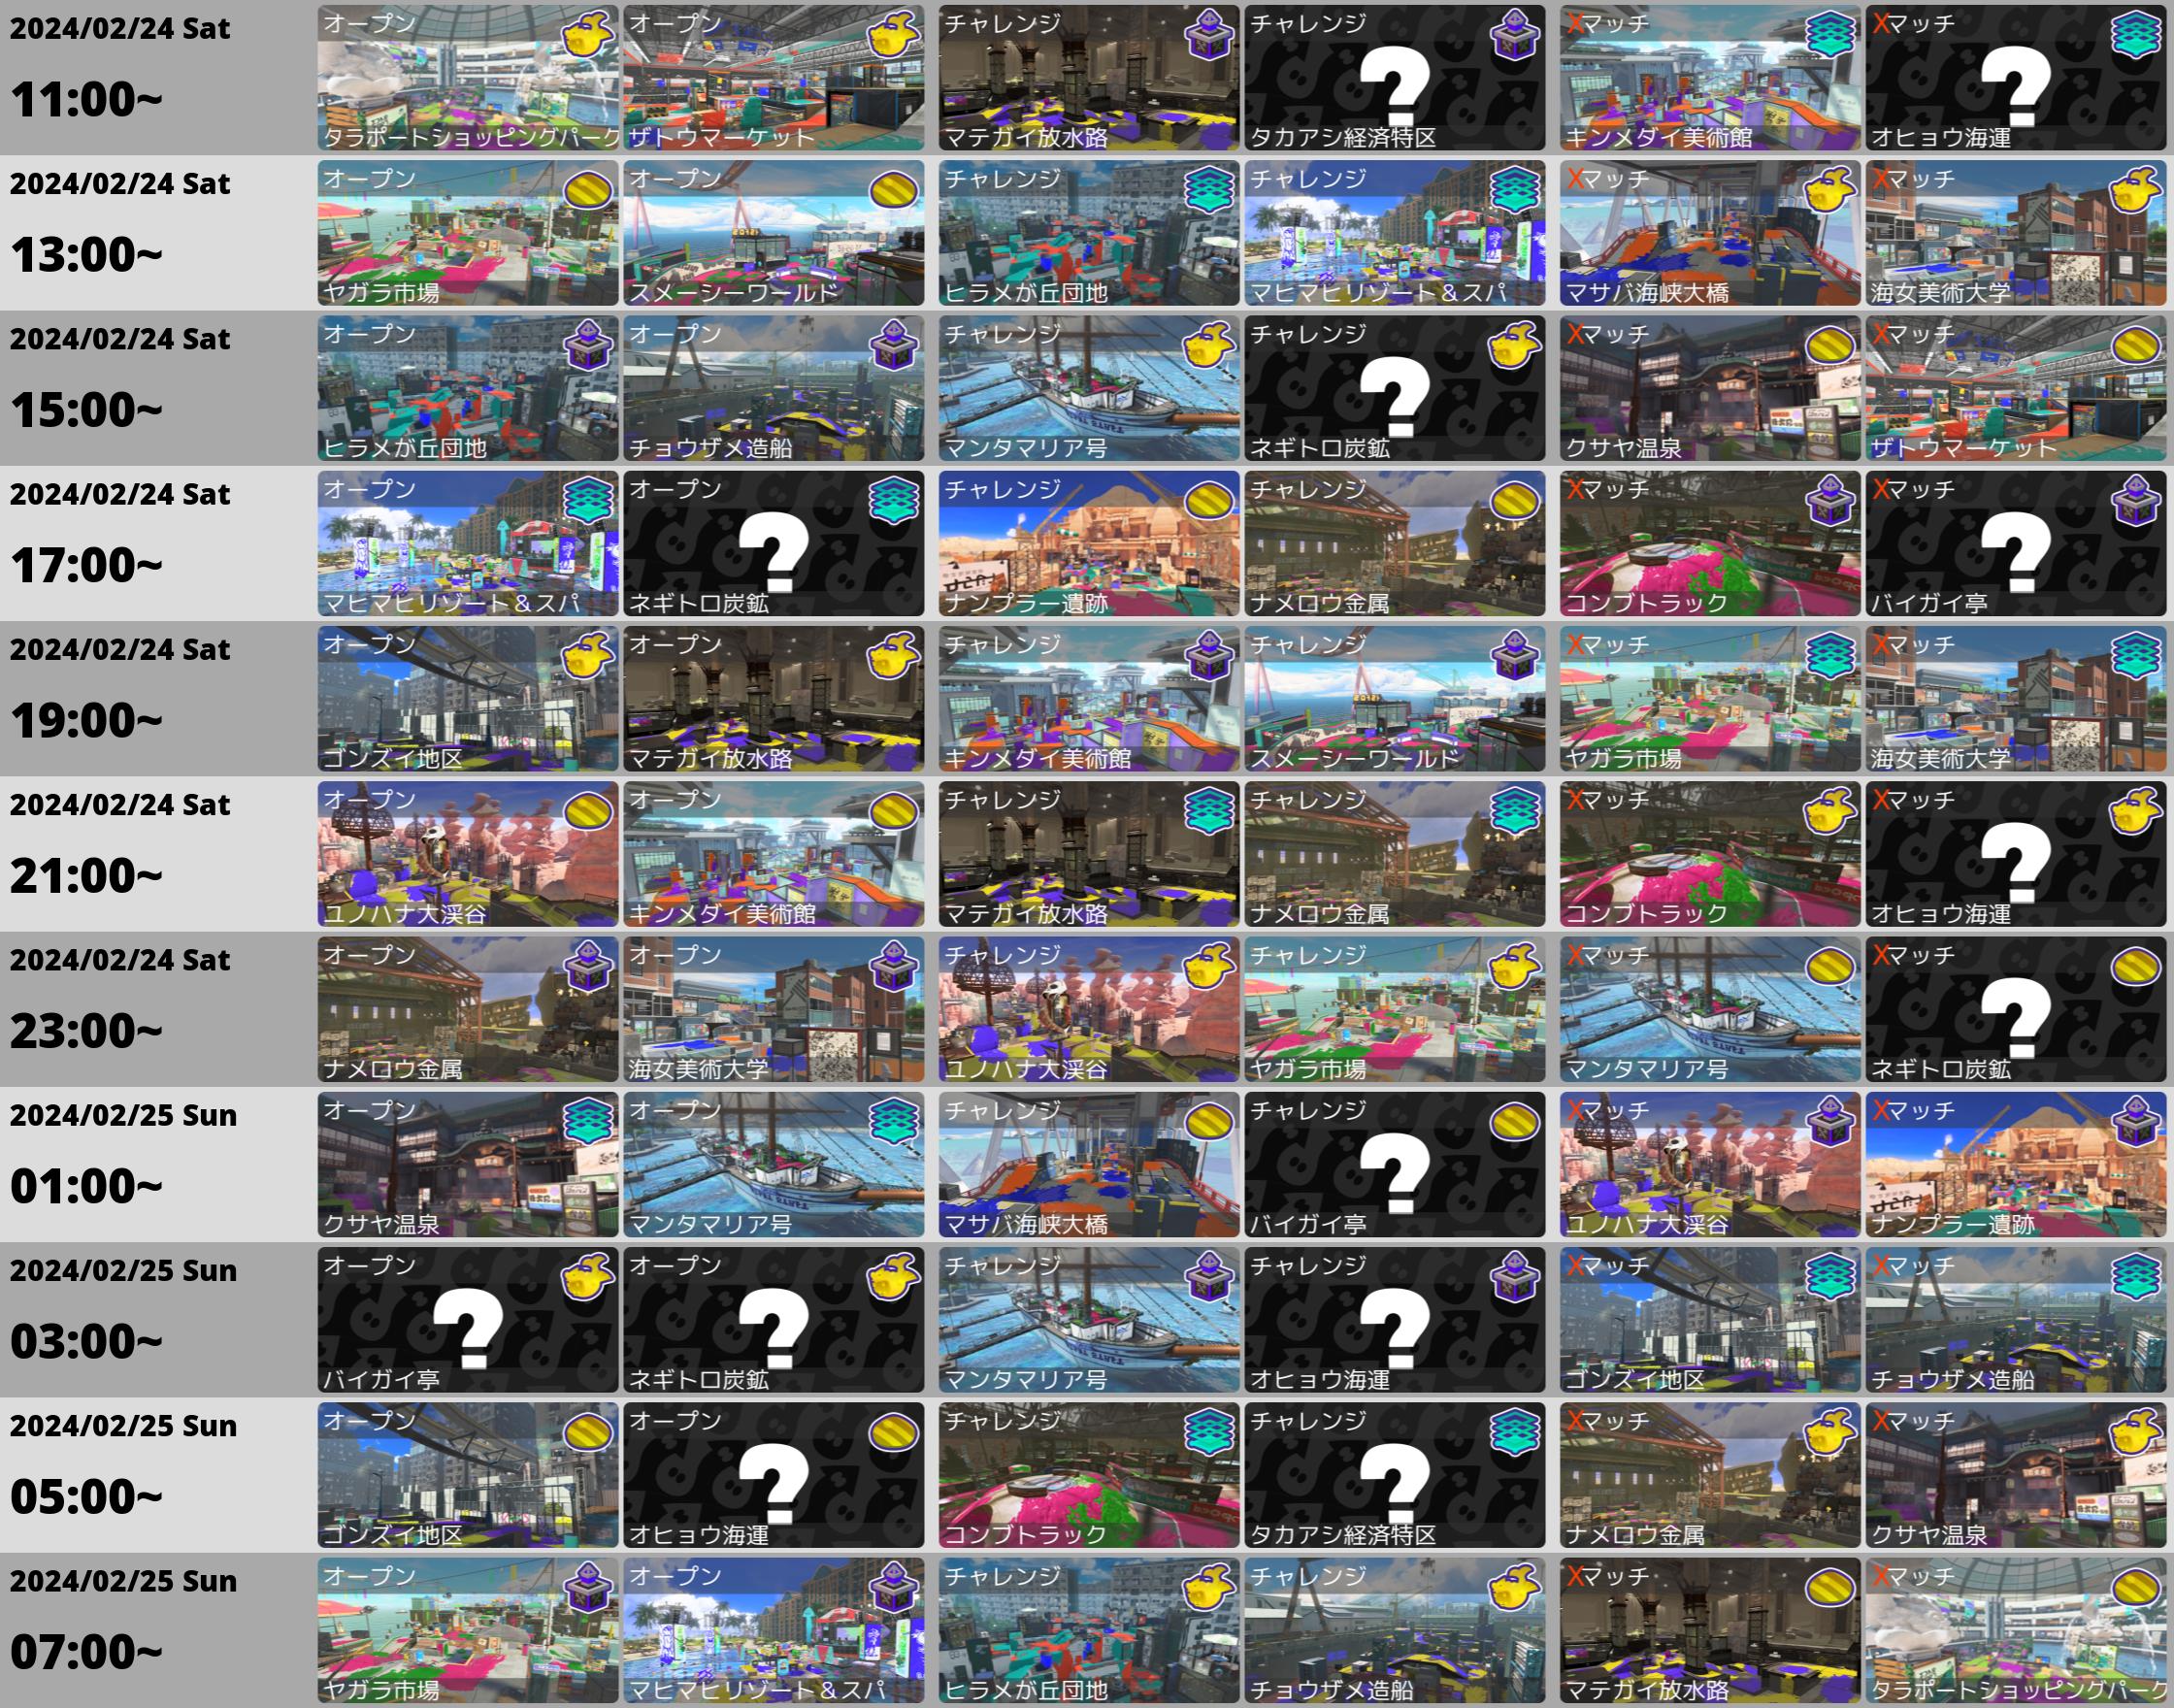 2024/02/24 Sat
11:00~
オープン
タラポートショッピングパーク
オープン
ザトウマーケット
チャレンジ
マテガイ放水路
チャレンジ
タカアシ経済特区
Xマッチ
キンメダイ美術館
Xマッチ
オヒョウ海運
2024/02/24 Sat
13:00~
オープン
ヤガラ市場
オープン
スメーシーワールド
チャレンジ
ヒラメが丘団地
チャレンジ
マヒマヒリゾート＆スパ
Xマッチ
マサバ海峡大橋
Xマッチ
海女美術大学
2024/02/24 Sat
15:00~
オープン
ヒラメが丘団地
オープン
チョウザメ造船
チャレンジ
マンタマリア号
チャレンジ
ネギトロ炭鉱
Xマッチ
クサヤ温泉
Xマッチ
ザトウマーケット
2024/02/24 Sat
17:00~
オープン
マヒマヒリゾート＆スパ
オープン
ネギトロ炭鉱
チャレンジ
ナンプラー遺跡
チャレンジ
ナメロウ金属
Xマッチ
コンブトラック
Xマッチ
バイガイ亭
2024/02/24 Sat
19:00~
オープン
ゴンズイ地区
オープン
マテガイ放水路
チャレンジ
キンメダイ美術館
チャレンジ
スメーシーワールド
Xマッチ
ヤガラ市場
Xマッチ
海女美術大学
2024/02/24 Sat
21:00~
オープン
ユノハナ大渓谷
オープン
キンメダイ美術館
チャレンジ
マテガイ放水路
チャレンジ
ナメロウ金属
Xマッチ
コンブトラック
Xマッチ
オヒョウ海運
2024/02/24 Sat
23:00~
オープン
ナメロウ金属
オープン
海女美術大学
チャレンジ
ユノハナ大渓谷
チャレンジ
ヤガラ市場
Xマッチ
マンタマリア号
Xマッチ
ネギトロ炭鉱
2024/02/25 Sun
01:00~
オープン
クサヤ温泉
オープン
マンタマリア号
チャレンジ
マサバ海峡大橋
チャレンジ
バイガイ亭
Xマッチ
ユノハナ大渓谷
Xマッチ
ナンプラー遺跡
2024/02/25 Sun
03:00~
オープン
バイガイ亭
オープン
ネギトロ炭鉱
チャレンジ
マンタマリア号
チャレンジ
オヒョウ海運
Xマッチ
ゴンズイ地区
Xマッチ
チョウザメ造船
2024/02/25 Sun
05:00~
オープン
ゴンズイ地区
オープン
オヒョウ海運
チャレンジ
コンブトラック
チャレンジ
タカアシ経済特区
Xマッチ
ナメロウ金属
Xマッチ
クサヤ温泉
2024/02/25 Sun
07:00~
オープン
ヤガラ市場
オープン
マヒマヒリゾート＆スパ
チャレンジ
ヒラメが丘団地
チャレンジ
チョウザメ造船
Xマッチ
マテガイ放水路
Xマッチ
タラポートショッピングパーク